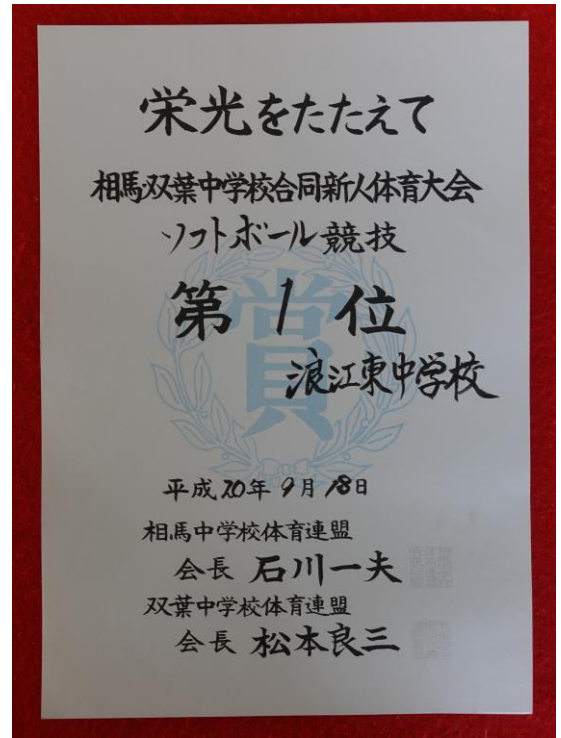 栄光をたたえて
相馬・双葉中学校合同新人体育大会
ソフトボール競技
賞
第1位
浪江東中学校
平成20年9月18日
相馬中学校体育連盟
会長 石川一夫
双葉中学校体育連盟
会長 松本良三